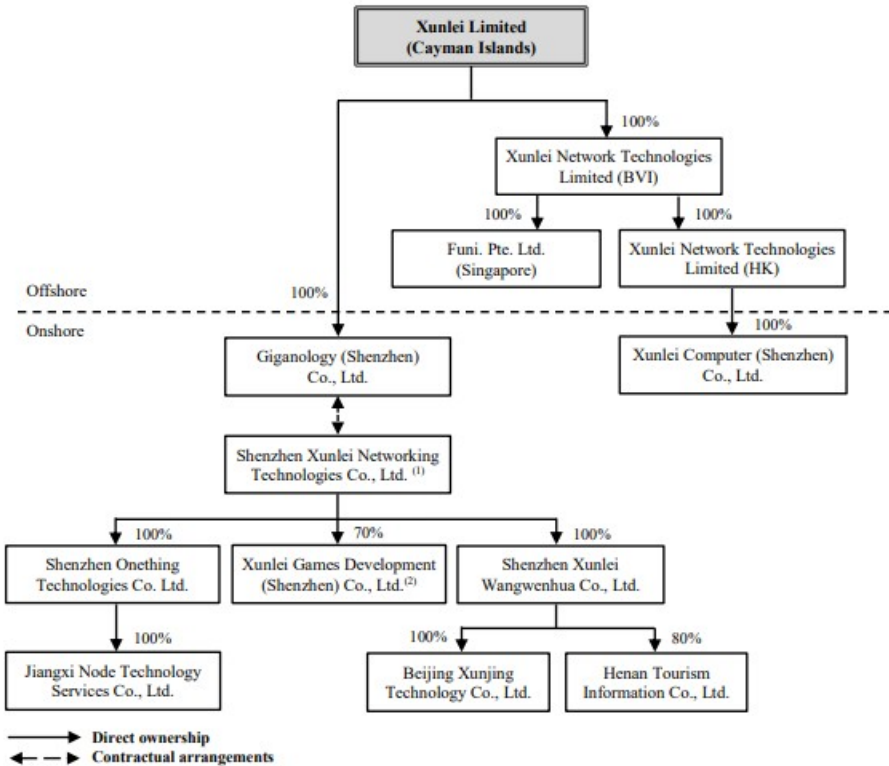 Xunlei Limited
(Cayman Islands)
100%
Xunlei Network Technologies
Limited (BVI)
100%
100%
Funi. Pte. Ltd.
(Singapore)
Xunlei Network Technologies
Limited (HK)
Offshore
100%
Onshore
100%
Giganology (Shenzhen)
Co., Ltd.
Xunlei Computer (Shenzhen)
Co., Ltd.
Shenzhen Xunlei Networking
Technologies Co., Ltd. (1)
100%
70%
100%
Shenzhen Onething
Technologies Co. Ltd.
Xunlei Games Development
(Shenzhen) Co., Ltd.(2)
Shenzhen Xunlei
Wangwenhua Co., Ltd.
100%
100%
80%
Jiangxi Node Technology
Services Co., Ltd.
Beijing Xunjing
Technology Co., Ltd.
Henan Tourism
Information Co., Ltd.
Direct ownership
Contractual arrangements